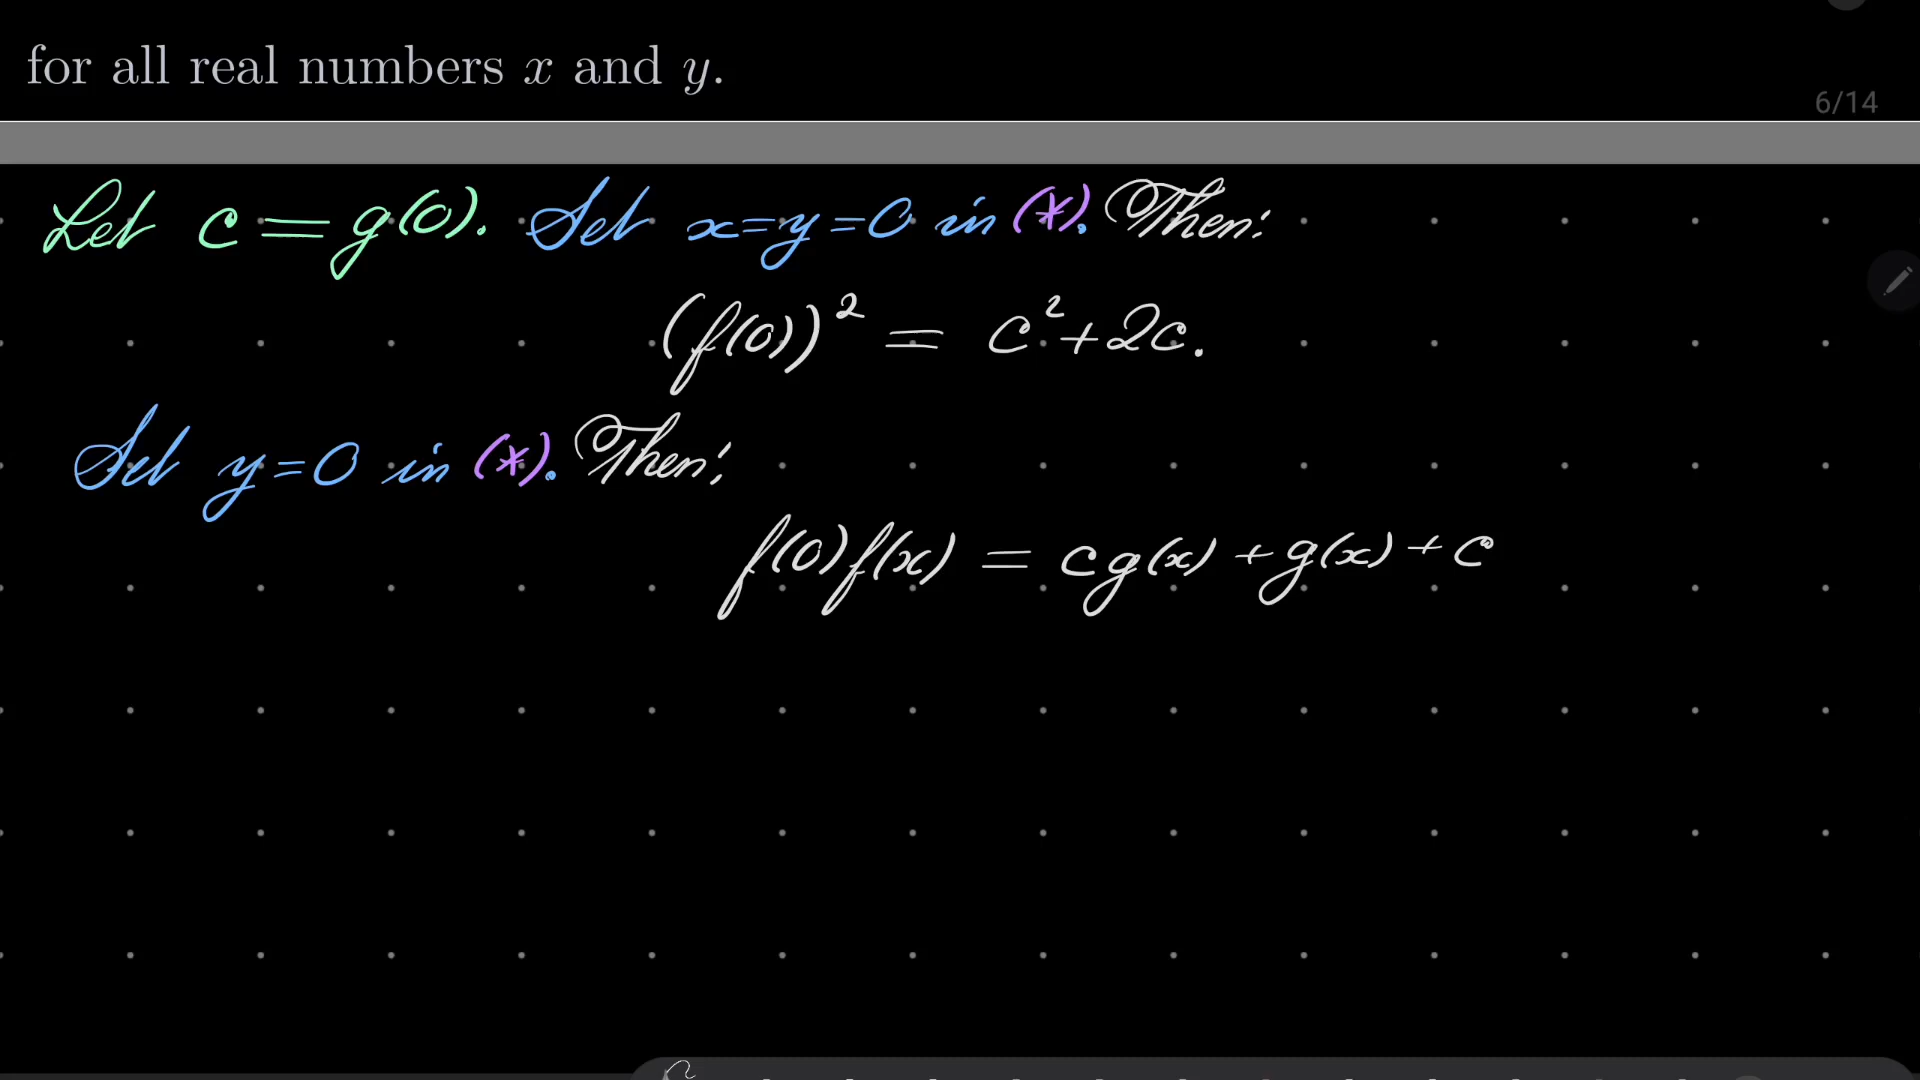 for all real numbers x and y.
6/14
Let c = g(0). Set x=y=0 in (*). Then:
(f(0))² = c²+2c.
Set y=0 in (*). Then:
f(0)f(x) = cg(x) + g(x) + c